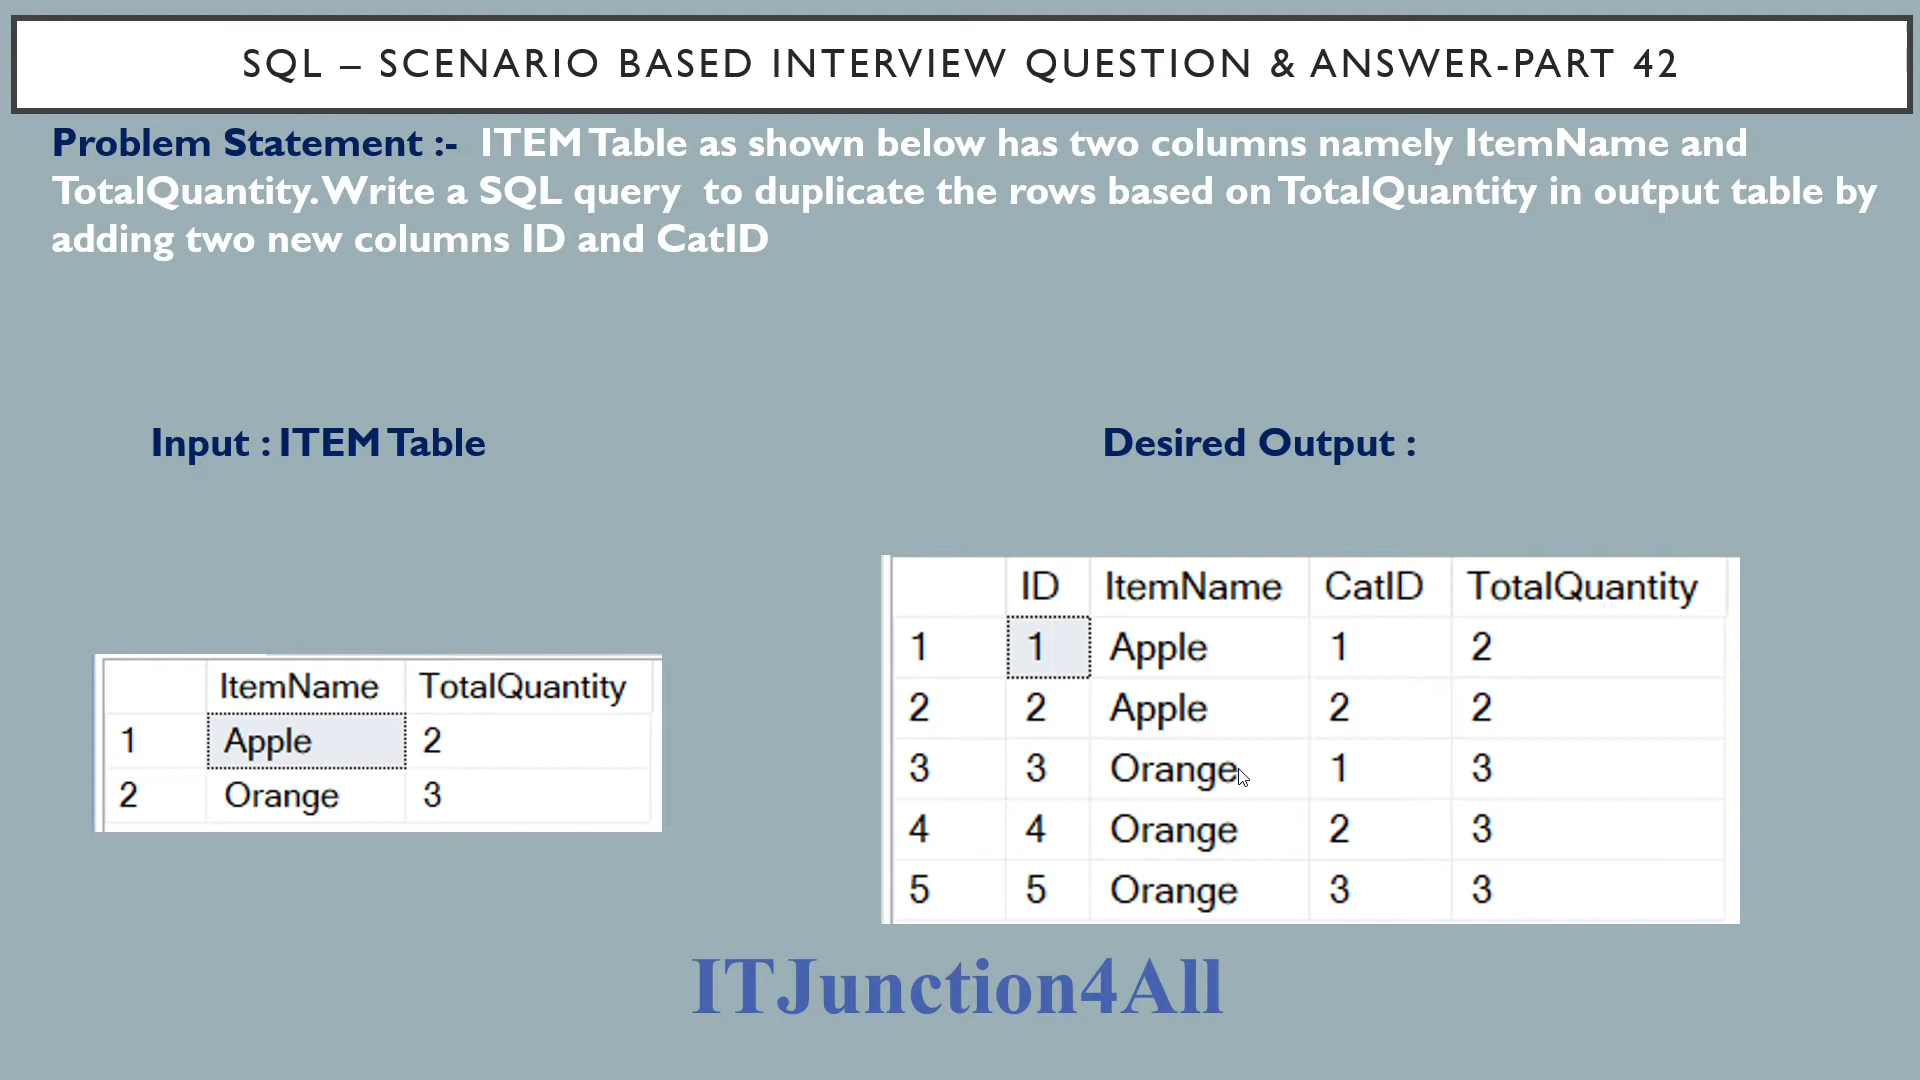 SQL – SCENARIO BASED INTERVIEW QUESTION & ANSWER-PART 42
Problem Statement :- ITEM Table as shown below has two columns namely ItemName and
TotalQuantity. Write a SQL query to duplicate the rows based on TotalQuantity in output table by
adding two new columns ID and CatID
Input : ITEM Table
ItemName TotalQuantity
1 Apple 2
2 Orange 3
Desired Output :
ID ItemName CatID TotalQuantity
1 1 Apple 1 2
2 2 Apple 2 2
3 3 Orange 1 3
4 4 Orange 2 3
5 5 Orange 3 3
ITJunction4All